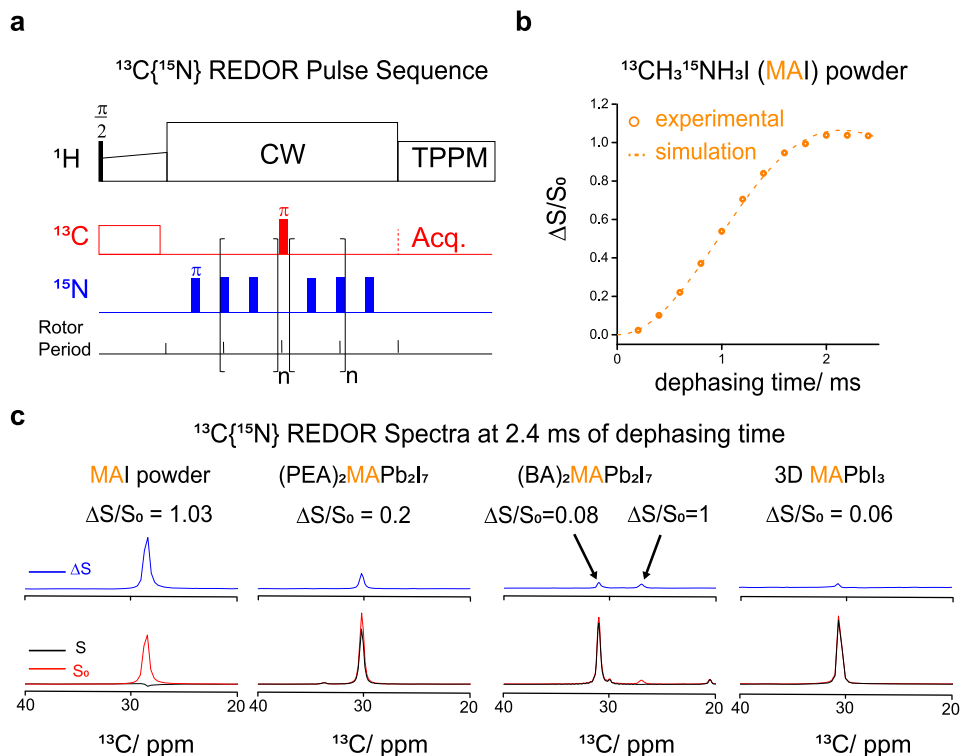 a
¹³C{¹⁵N} REDOR Pulse Sequence
π
2
¹H
CW
TPPM
¹³C
π
Acq.
¹⁵N
π
Rotor
Period
n
n
b
¹³CH₃¹⁵NH₃I (MAI) powder
experimental
simulation
ΔS/S₀
1.2
1.0
0.8
0.6
0.4
0.2
0.0
0
1
2
dephasing time/ ms
c
¹³C{¹⁵N} REDOR Spectra at 2.4 ms of dephasing time
MAI powder
(PEA)₂MAPb₂I₇
(BA)₂MAPb₂I₇
3D MAPbI₃
ΔS/S₀ = 1.03
ΔS/S₀ = 0.2
ΔS/S₀=0.08
ΔS/S₀=1
ΔS/S₀ = 0.06
ΔS
S
S₀
40
30
20
40
30
20
40
30
20
40
30
20
¹³C/ ppm
¹³C/ ppm
¹³C/ ppm
¹³C/ ppm